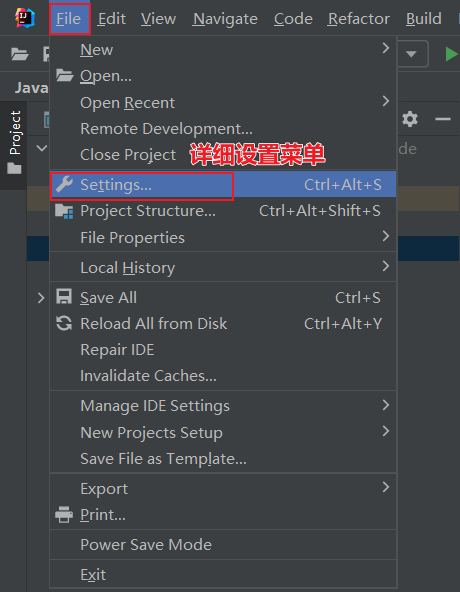 File Edit View Navigate Code Refactor Build
New
Open...
Open Recent
Remote Development...
Close Project 详细设置菜单
Settings... Ctrl+Alt+S
Project Structure... Ctrl+Alt+Shift+S
File Properties
Local History
Save All Ctrl+S
Reload All from Disk Ctrl+Alt+Y
Repair IDE
Invalidate Caches...
Manage IDE Settings
New Projects Setup
Save File as Template...
Export
Print...
Power Save Mode
Exit
Java
Project
de